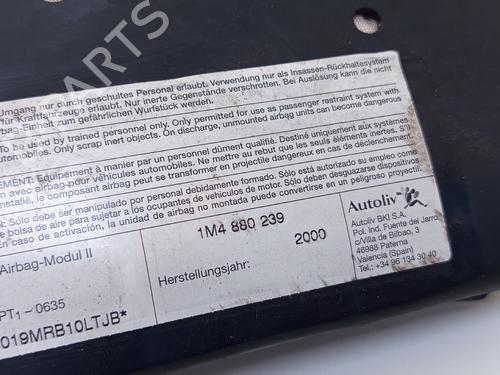 PARTS
Umgang nur durch geschultes Personal erlaubt. Verwendung nur als Insassen-Rückhaltesystem
für Kraftfahrzeuge erlaubt. Nur inerte Gegenstände verschrotten. Bei Auslösung kann die nicht
rbag-Einheit zum gefährlichen Wurfstück werden.
to be used by trained personnel only. Only permitted for use as passenger restraint system with
automobiles. Only scrap inert objects. On discharge, unmounted airbag units can become dangerous
EMENT: Equipement à manier par un personnel dûment qualifié. Destiné uniquement aux systèmes
en avec airbag pour véhicules automobiles. Ne mettre au rebut que les seuls éléments inertes. S'il
installé, le composant airbag peut se transformer en projectile dangereux en cas de déclenchement.
N: Sólo debe ser manipulado por personal debidamente formado. Sólo está autorizado su empleo como
bolsa de aire para sujetar a los ocupantes de vehículos de motor. Sólo desguazar objetos inertes.
En caso de activación, la unidad de airbag no montada puede convertirse en un peligroso proyectil.
Airbag-Modul II
1M4 880 239
Herstellungsjahr:
2000
PT1-0635
019MRB10LTJB*
Autoliv
Autoliv BKI S.A.
Pol. Ind. Fuente del Jarro
c/Villa de Bilbao, 3
46988 Paterna
Valencia (Spain)
Tel.: +34 96 134 30 40